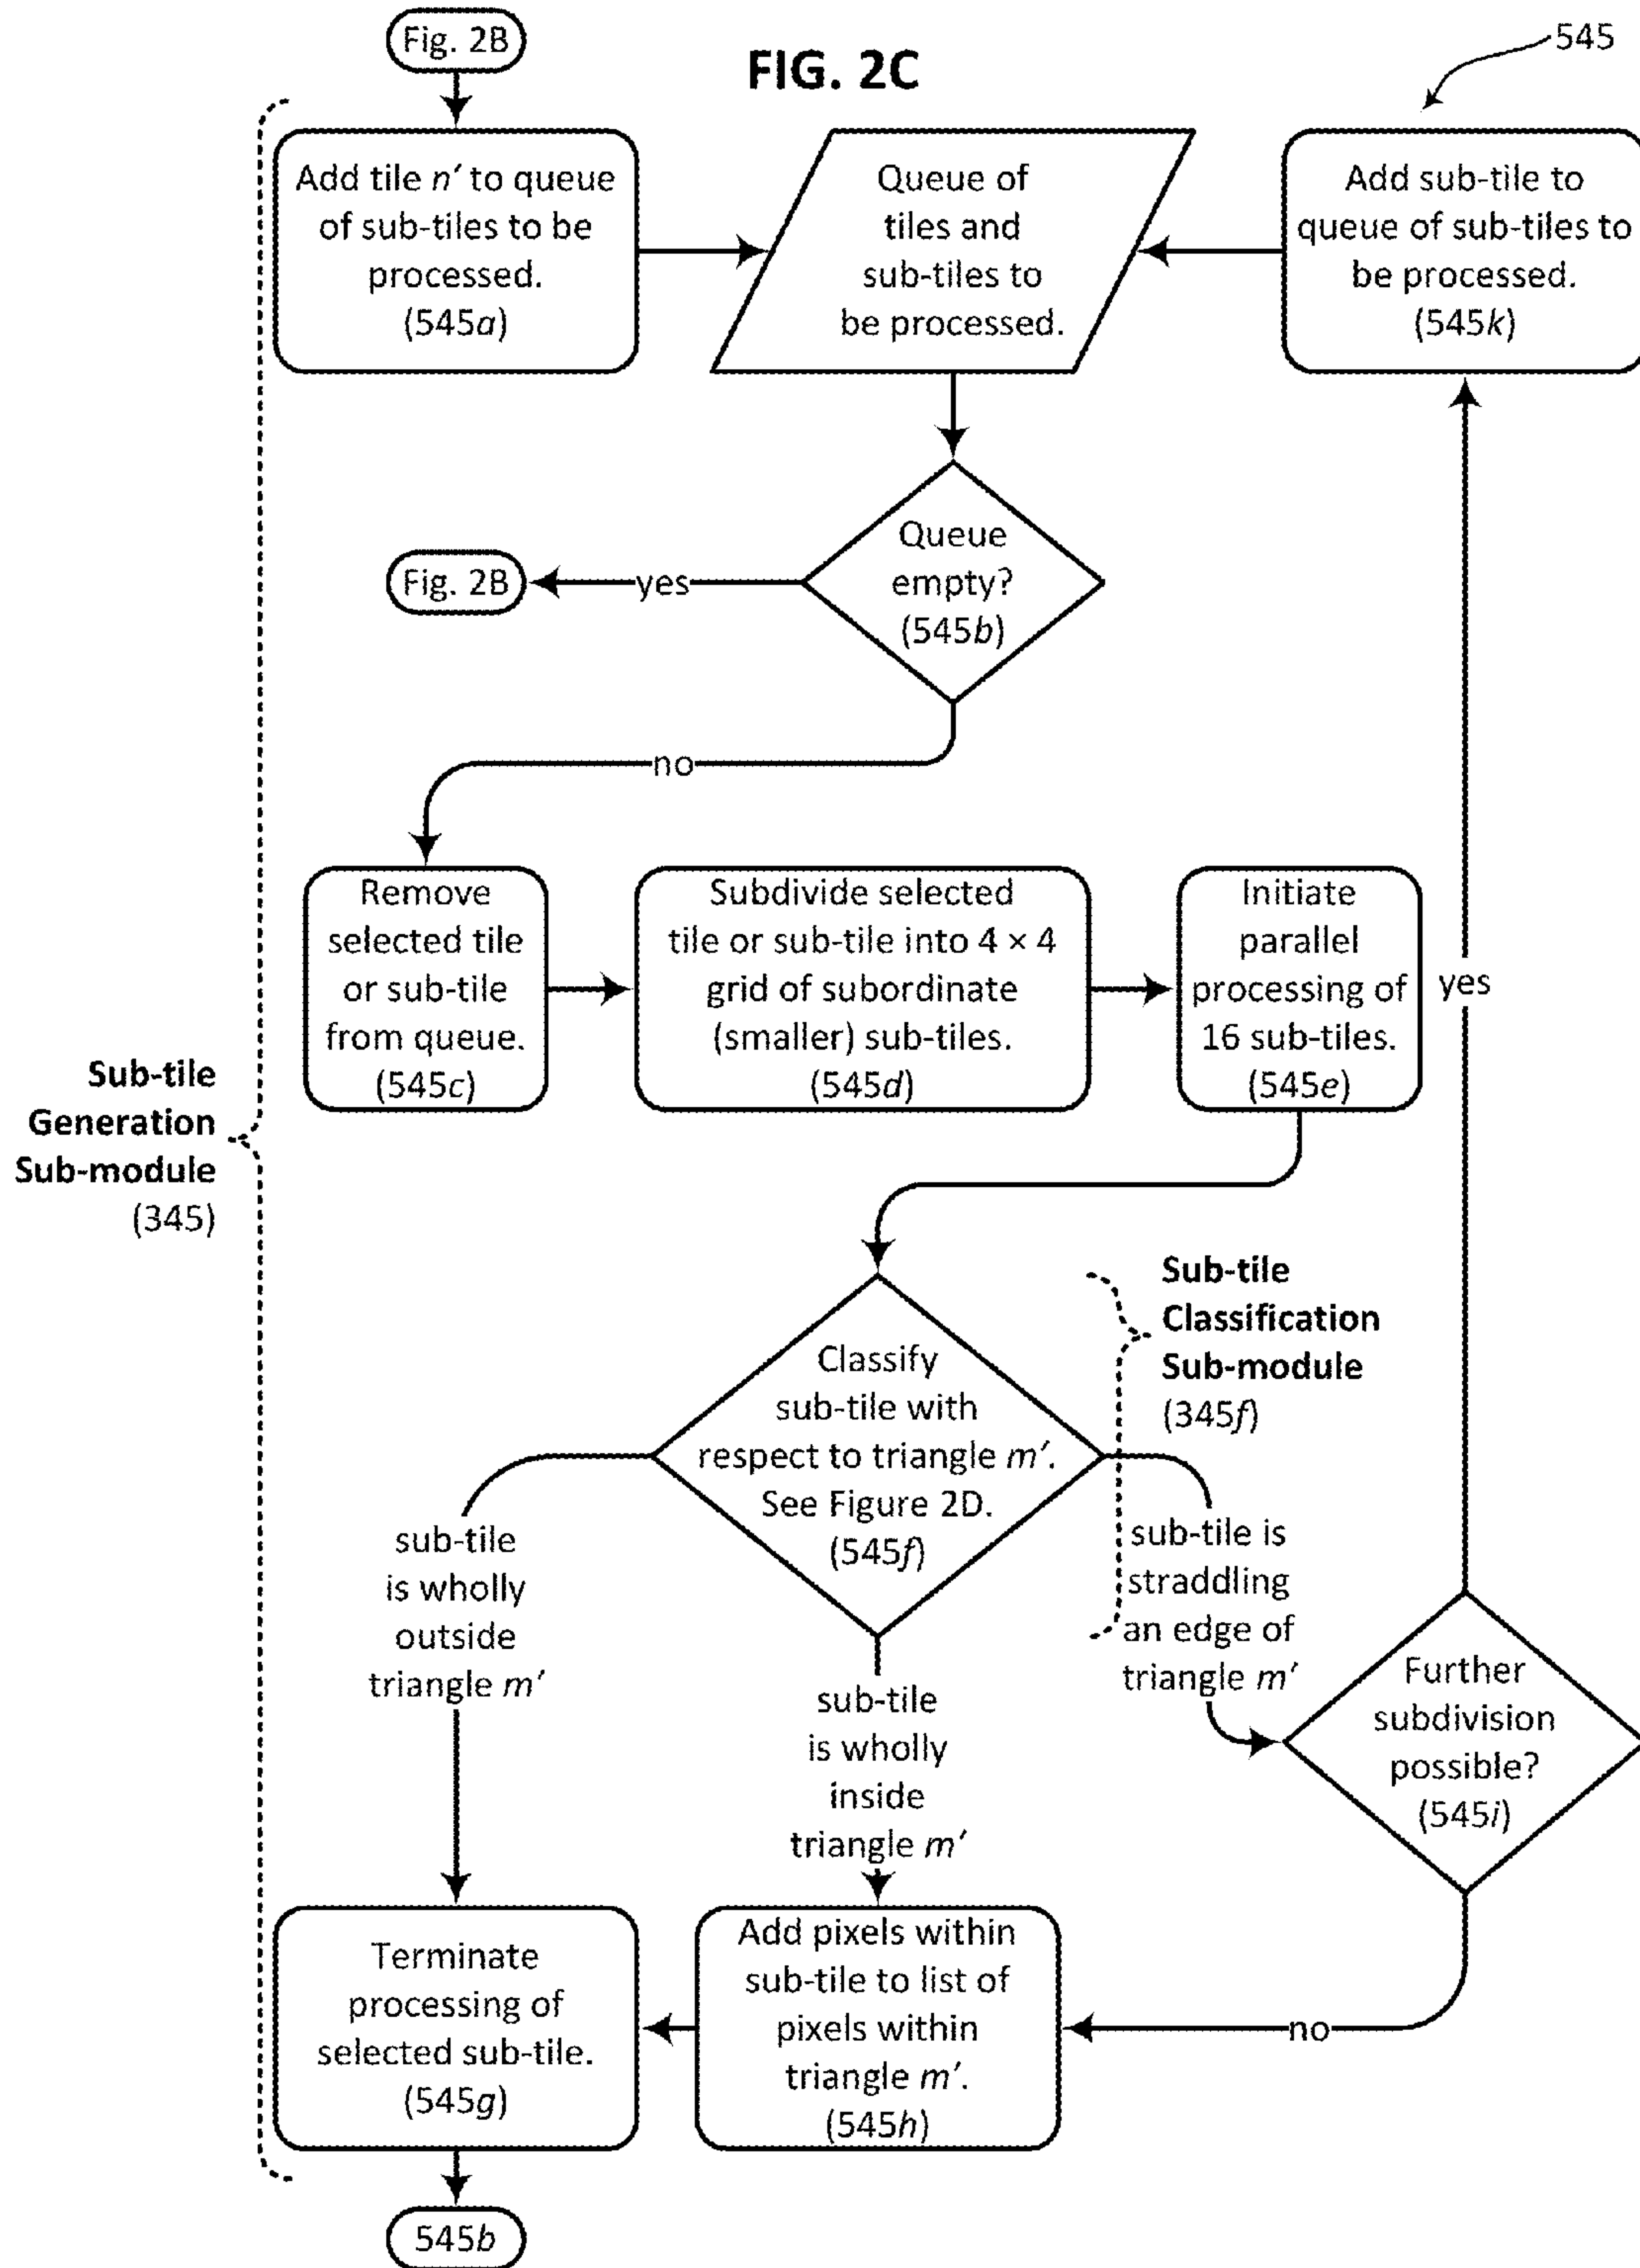 Fig. 2B
FIG. 2C
545
Add tile n′ to queue
of sub-tiles to be
processed.
(545a)
Queue of
tiles and
sub-tiles to
be processed.
Add sub-tile to
queue of sub-tiles to
be processed.
(545k)
Queue
empty?
(545b)
yes
Fig. 2B
no
Remove
selected tile
or sub-tile
from queue.
(545c)
Subdivide selected
tile or sub-tile into 4 × 4
grid of subordinate
(smaller) sub-tiles.
(545d)
Initiate
parallel
processing of
16 sub-tiles.
(545e)
yes
Sub-tile
Generation
Sub-module
(345)
Classify
sub-tile with
respect to triangle m′.
See Figure 2D.
(545f)
Sub-tile
Classification
Sub-module
(345f)
sub-tile
is wholly
outside
triangle m′
sub-tile
is wholly
inside
triangle m′
sub-tile is
straddling
an edge of
triangle m′
Further
subdivision
possible?
(545i)
no
Terminate
processing of
selected sub-tile.
(545g)
Add pixels within
sub-tile to list of
pixels within
triangle m′.
(545h)
545b